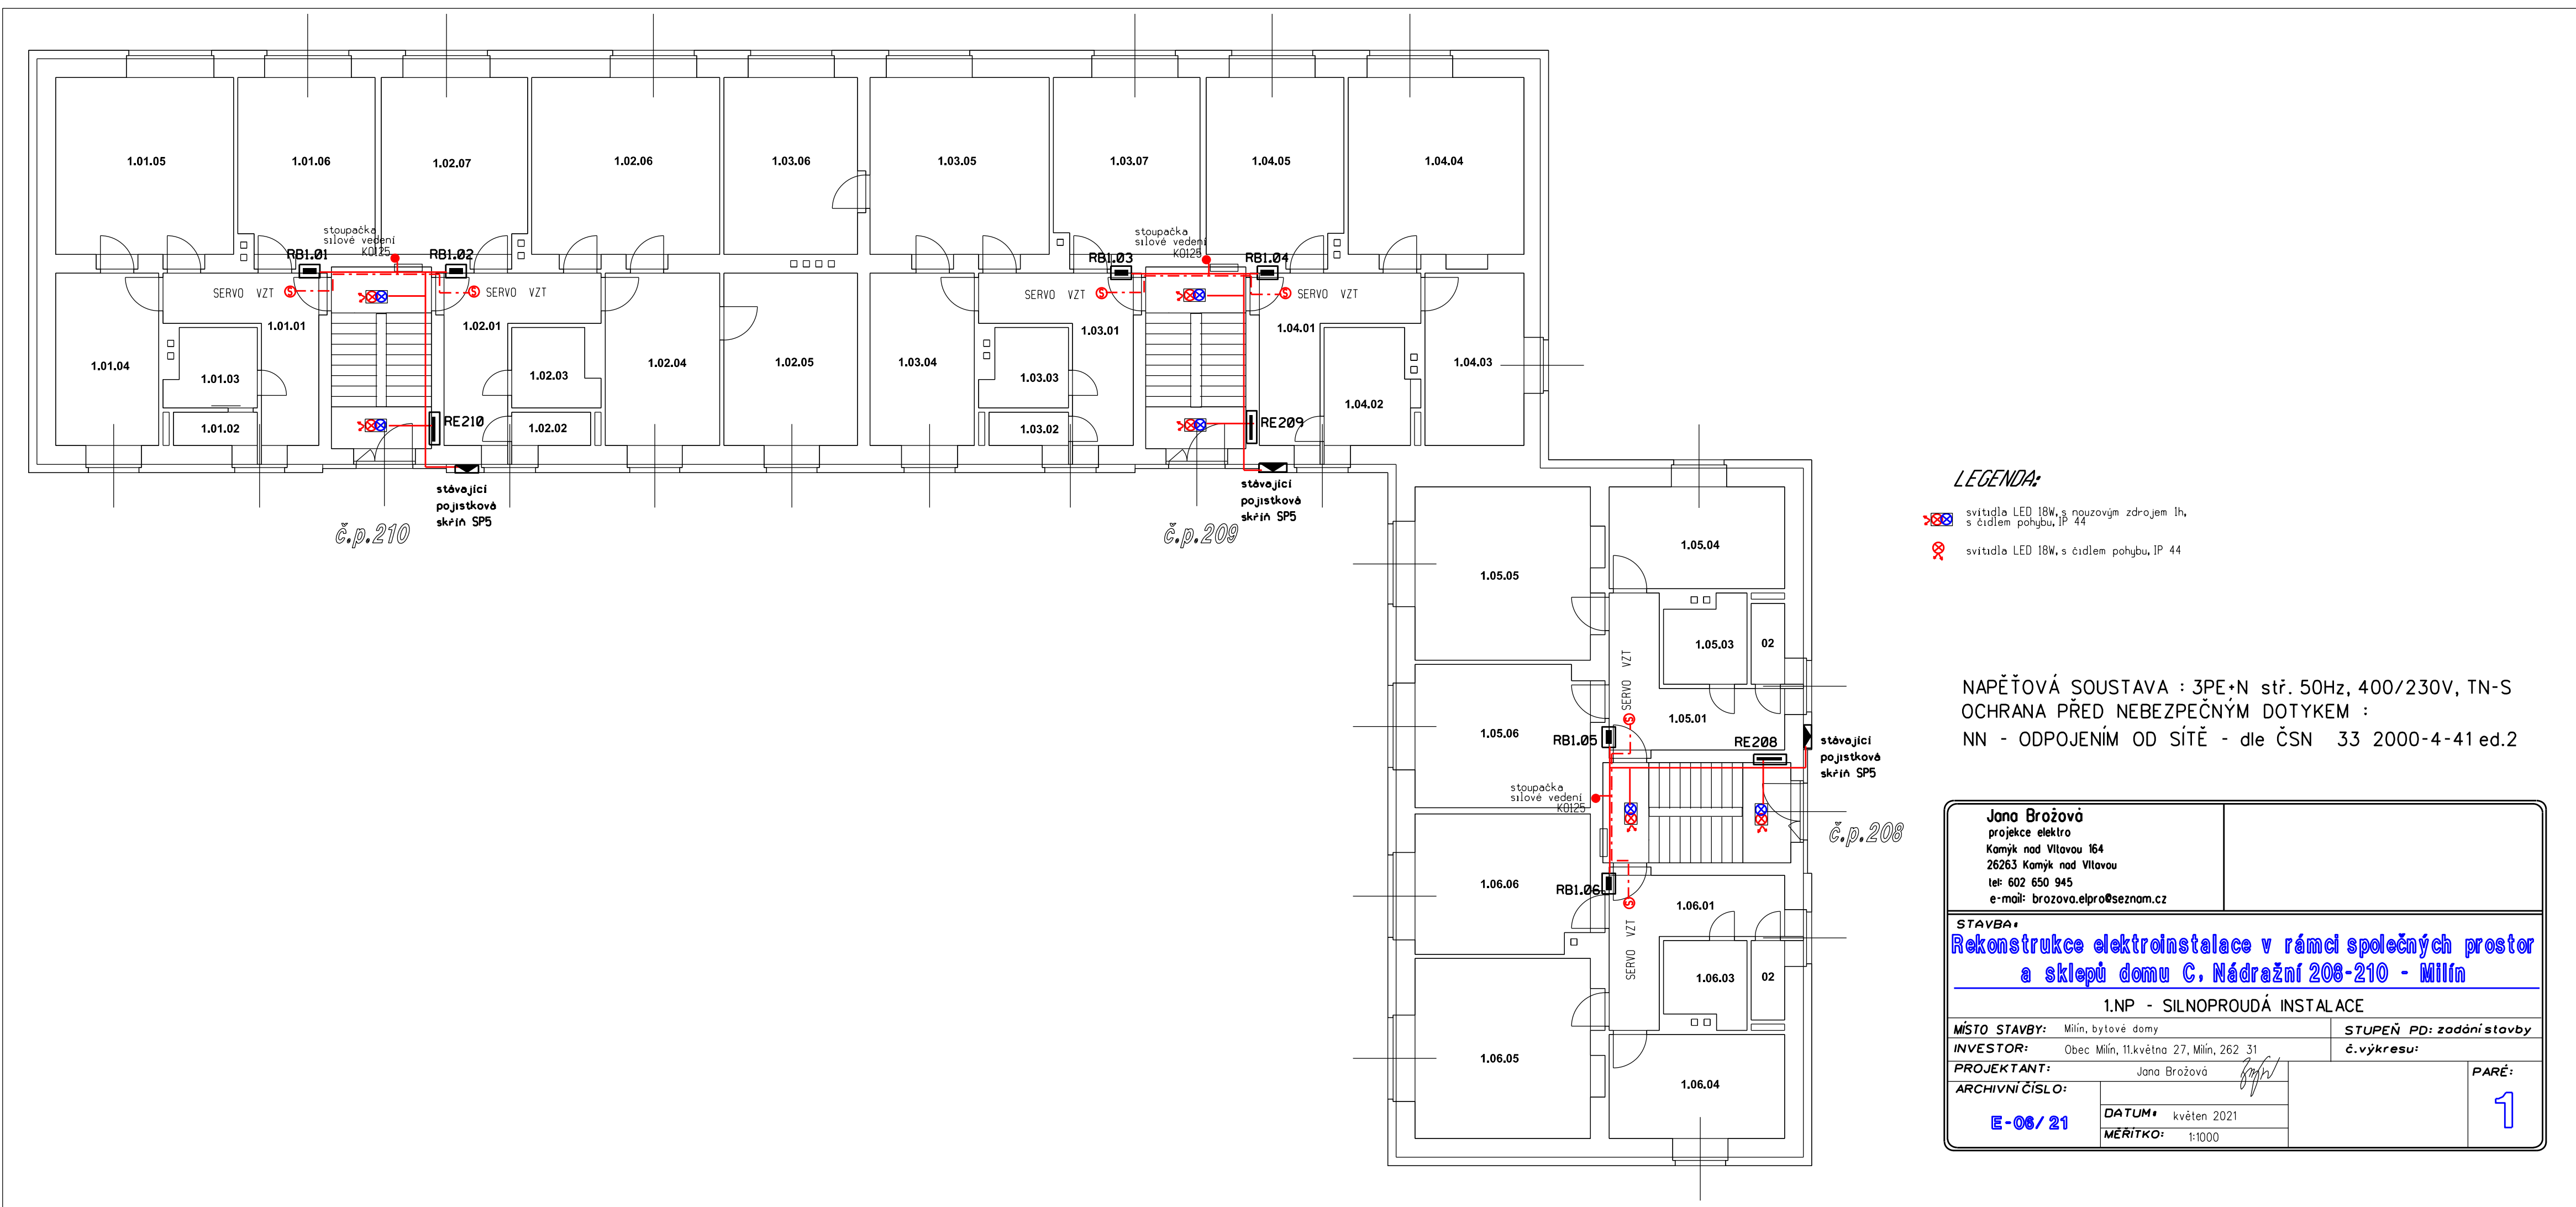 1.01.05
1.01.06
1.02.07
1.02.06
1.03.06
1.03.05
1.03.07
1.04.05
1.04.04
stoupačka
silové vedení
KO125
RB1.01
RB1.02
stoupačka
silové vedení
KO125
RB1.03
RB1.04
SERVO VZT
S
S
SERVO VZT
SERVO VZT
S
S
SERVO VZT
1.01.01
1.02.01
1.03.01
1.04.01
1.01.04
1.01.03
1.02.03
1.02.04
1.02.05
1.03.04
1.03.03
1.04.02
1.04.03
1.01.02
RE210
1.02.02
1.03.02
RE209
stávající
pojistková
skříň SP5
stávající
pojistková
skříň SP5
č.p.210
č.p.209
1.05.04
1.05.05
1.05.03
02
SERVO VZT
S
1.05.01
1.05.06
RB1.05
RE208
stávající
pojistková
skříň SP5
stoupačka
silové vedení
KO125
č.p.208
1.06.06
RB1.06
S
1.06.01
SERVO VZT
1.06.03
02
1.06.05
1.06.04
LEGENDA:
svítidla LED 18W, s nouzovým zdrojem 1h,
s čidlem pohybu, IP 44
svítidla LED 18W, s čidlem pohybu, IP 44
NAPĚŤOVÁ SOUSTAVA : 3PE+N stř. 50Hz, 400/230V, TN-S
OCHRANA PŘED NEBEZPEČNÝM DOTYKEM :
NN - ODPOJENÍM OD SÍTĚ - dle ČSN 33 2000-4-41 ed.2
Jana Brožová
projekce elektro
Kamýk nad Vltavou 164
26263 Kamýk nad Vltavou
tel: 602 650 945
e-mail: brozova.elpro@seznam.cz
STAVBA:
Rekonstrukce elektroinstalace v rámci společných prostor
a sklepů domu C, Nádražní 208-210 - Milín
1.NP - SILNOPROUDÁ INSTALACE
MÍSTO STAVBY: Milín, bytové domy
STUPEŇ PD: zadání stavby
INVESTOR: Obec Milín, 11.května 27, Milín, 262 31
č.výkresu:
PROJEKTANT: Jana Brožová
PARÉ:
ARCHIVNÍ ČÍSLO:
1
E-06/21
DATUM: květen 2021
MĚŘÍTKO: 1:1000